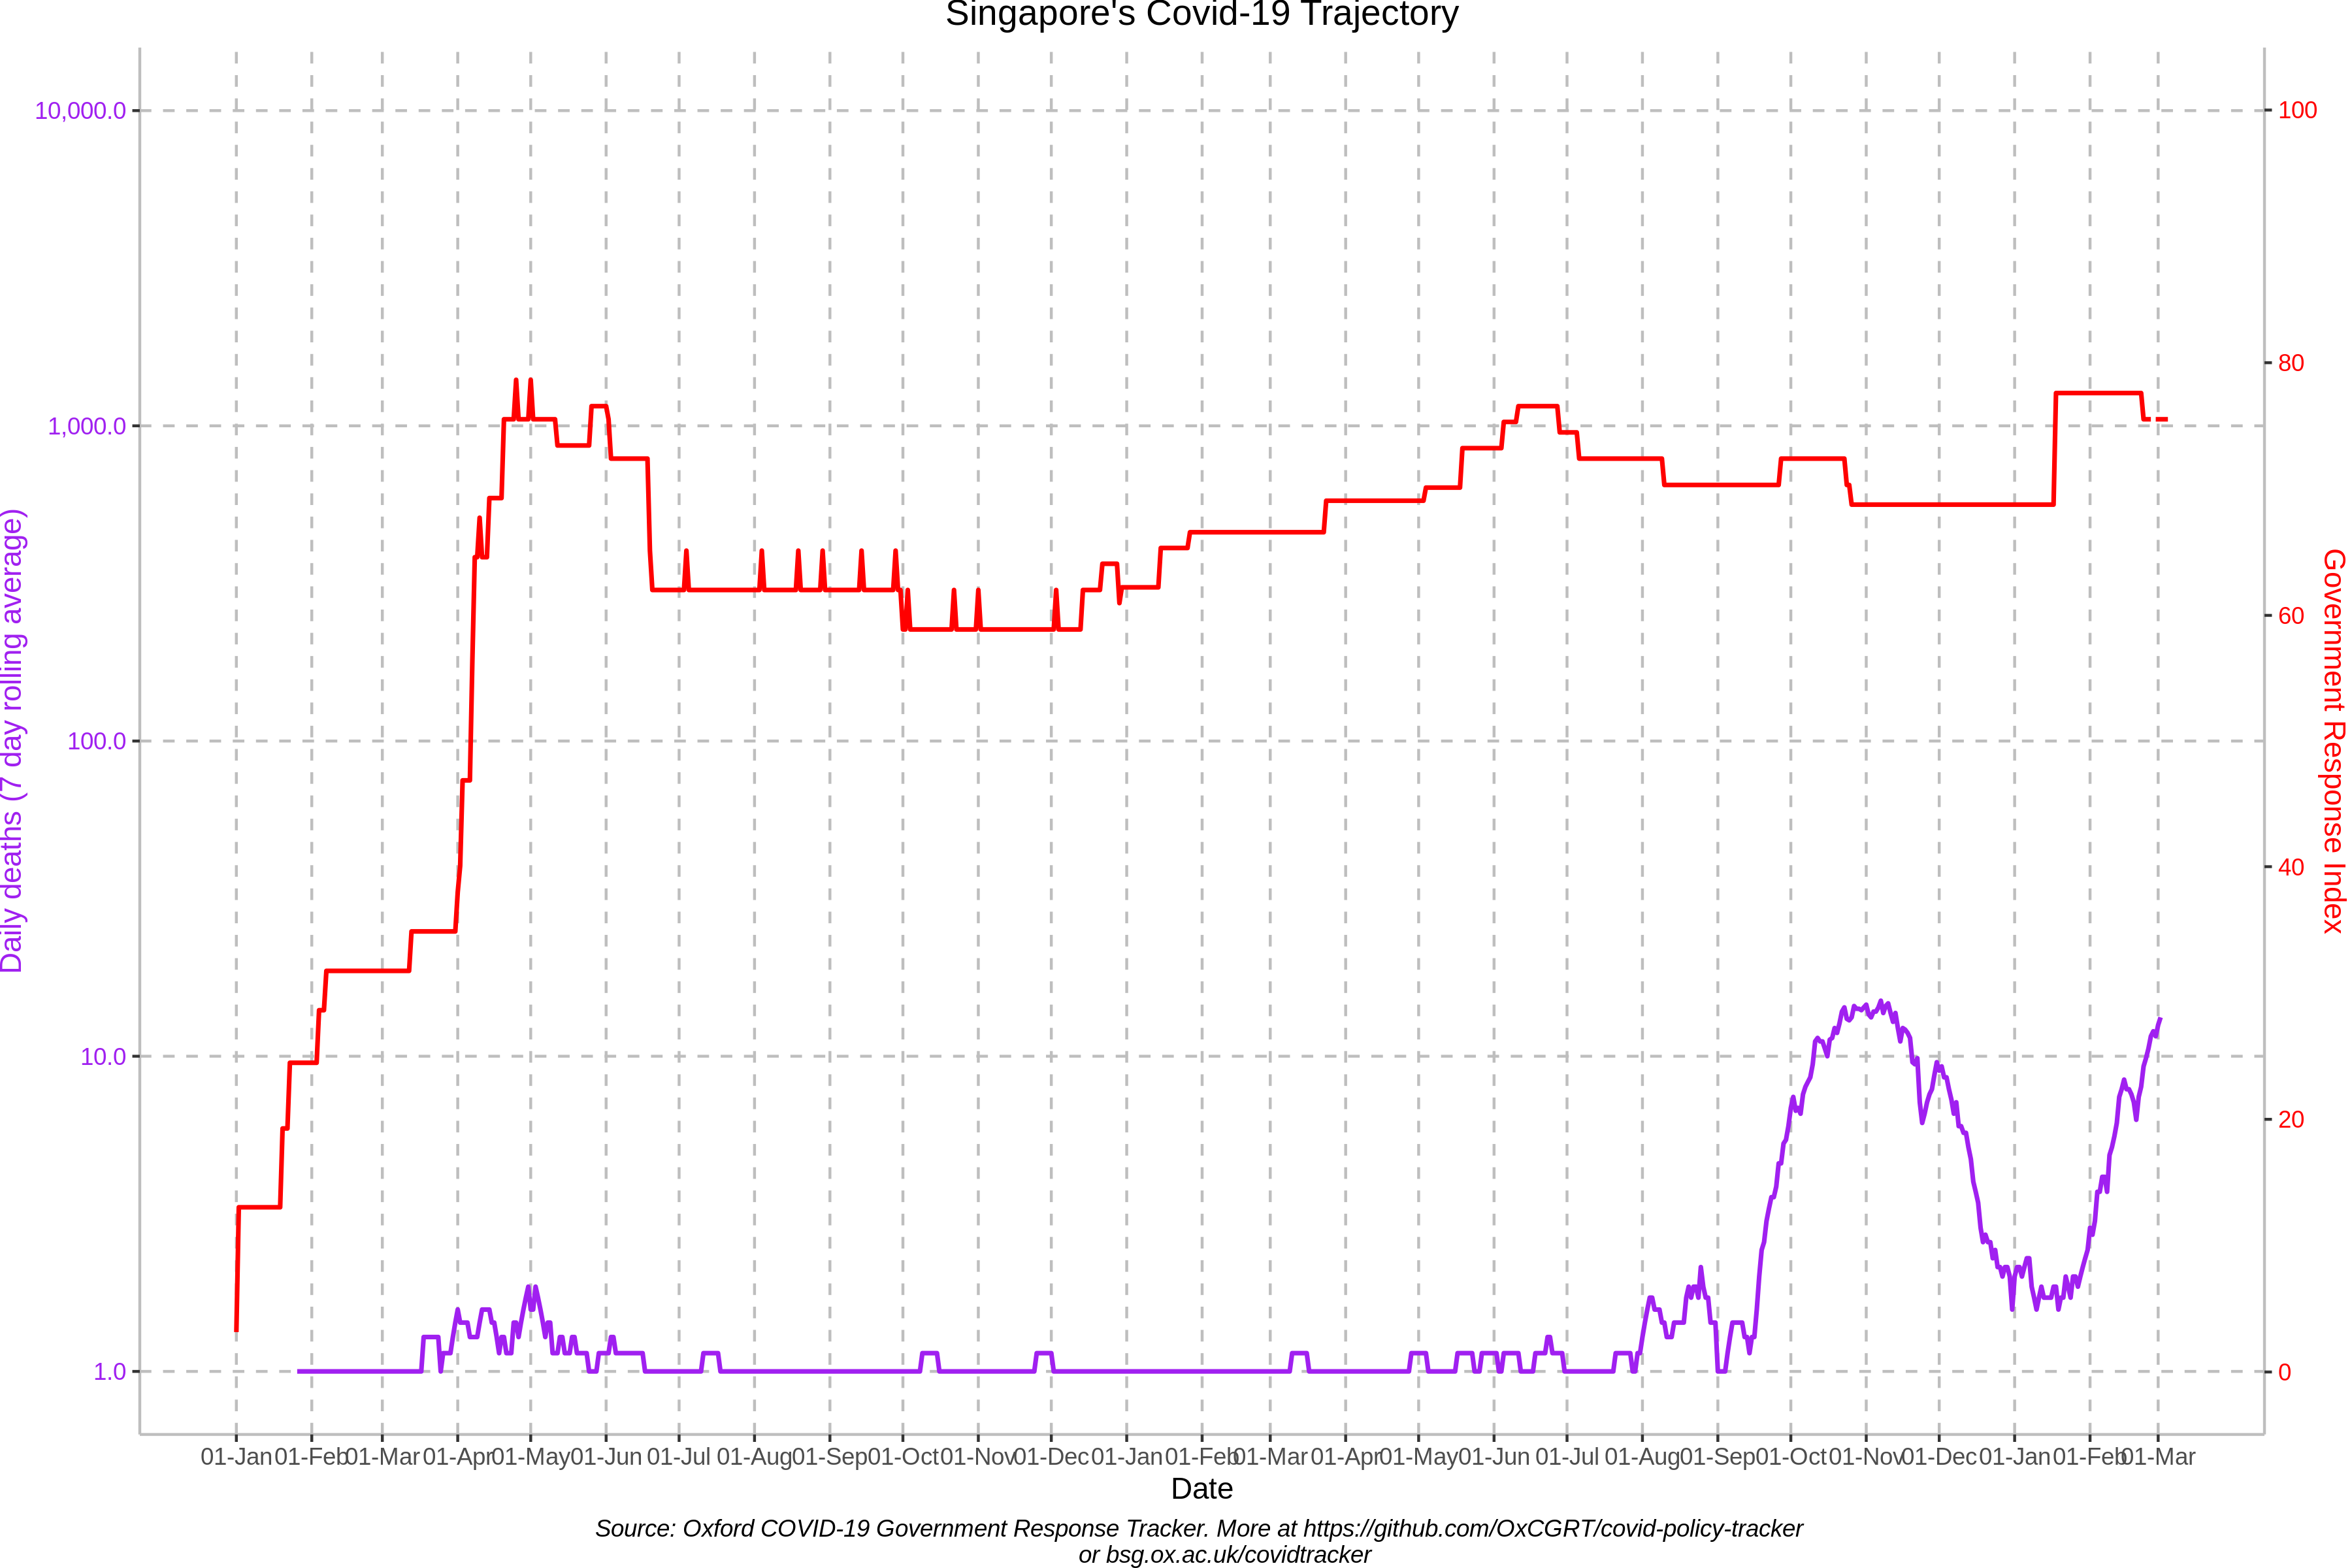 Singapore's Covid-19 Trajectory
10,000.0
1,000.0
100.0
10.0
1.0
Daily deaths (7 day rolling average)
100
80
60
40
20
0
Government Response Index
01-Jan 01-Feb 01-Mar 01-Apr 01-May 01-Jun 01-Jul 01-Aug 01-Sep 01-Oct 01-Nov 01-Dec 01-Jan 01-Feb 01-Mar 01-Apr 01-May 01-Jun 01-Jul 01-Aug 01-Sep 01-Oct 01-Nov 01-Dec 01-Jan 01-Feb 01-Mar
Date
Source: Oxford COVID-19 Government Response Tracker. More at https://github.com/OxCGRT/covid-policy-tracker
or bsg.ox.ac.uk/covidtracker